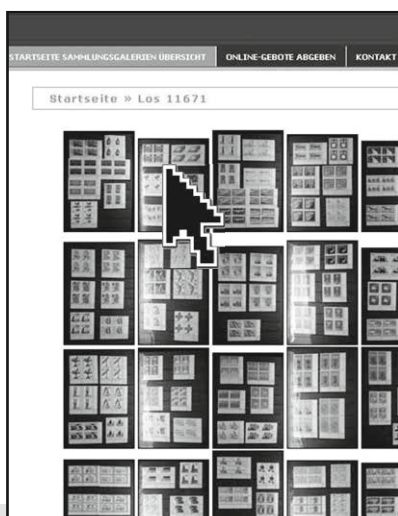 STARTSEITE SAMMLUNGSGALERIEN ÜBERSICHT ONLINE-GEBOTE ABGEBEN KONTAKT
Startseite » Los 11671